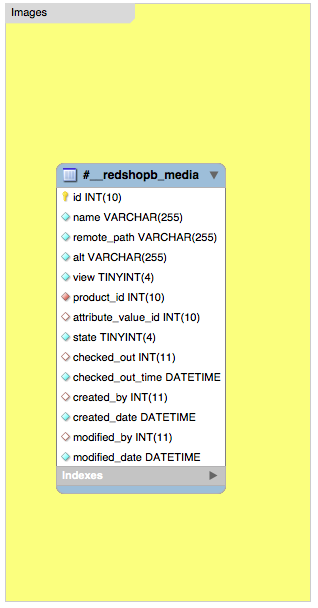 Images
#__redshopb_media
id INT(10)
name VARCHAR(255)
remote_path VARCHAR(255)
alt VARCHAR(255)
view TINYINT(4)
product_id INT(10)
attribute_value_id INT(10)
state TINYINT(4)
checked_out INT(11)
checked_out_time DATETIME
created_by INT(11)
created_date DATETIME
modified_by INT(11)
modified_date DATETIME
Indexes